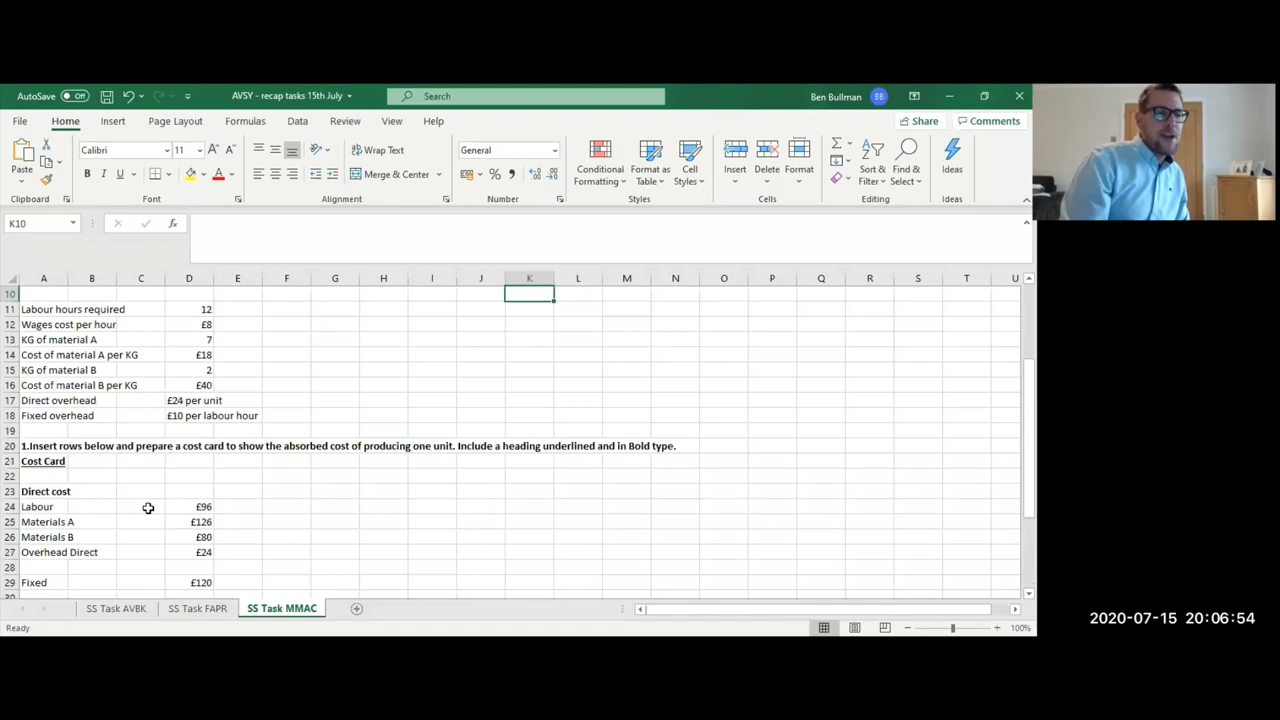 AutoSave Off AVSY - recap tasks 15th July Search Ben Bullman BB
File Home Insert Page Layout Formulas Data Review View Help Share Comments
Paste Calibri 11 A A Wrap Text General Conditional Format as Cell Insert Delete Format Sort & Find & Ideas
B I U A Merge & Center % Formatting Table Styles Filter Select
Clipboard Font Alignment Number Styles Cells Editing Ideas
K10 fx
A B C D E F G H I J K L M N O P Q R S T U
10
11 Labour hours required 12
12 Wages cost per hour £8
13 KG of material A 7
14 Cost of material A per KG £18
15 KG of material B 2
16 Cost of material B per KG £40
17 Direct overhead £24 per unit
18 Fixed overhead £10 per labour hour
19
20 1.Insert rows below and prepare a cost card to show the absorbed cost of producing one unit. Include a heading underlined and in Bold type.
21 Cost Card
22
23 Direct cost
24 Labour £96
25 Materials A £126
26 Materials B £80
27 Overhead Direct £24
28
29 Fixed £120
30
SS Task AVBK SS Task FAPR SS Task MMAC
Ready 100%
2020-07-15 20:06:54